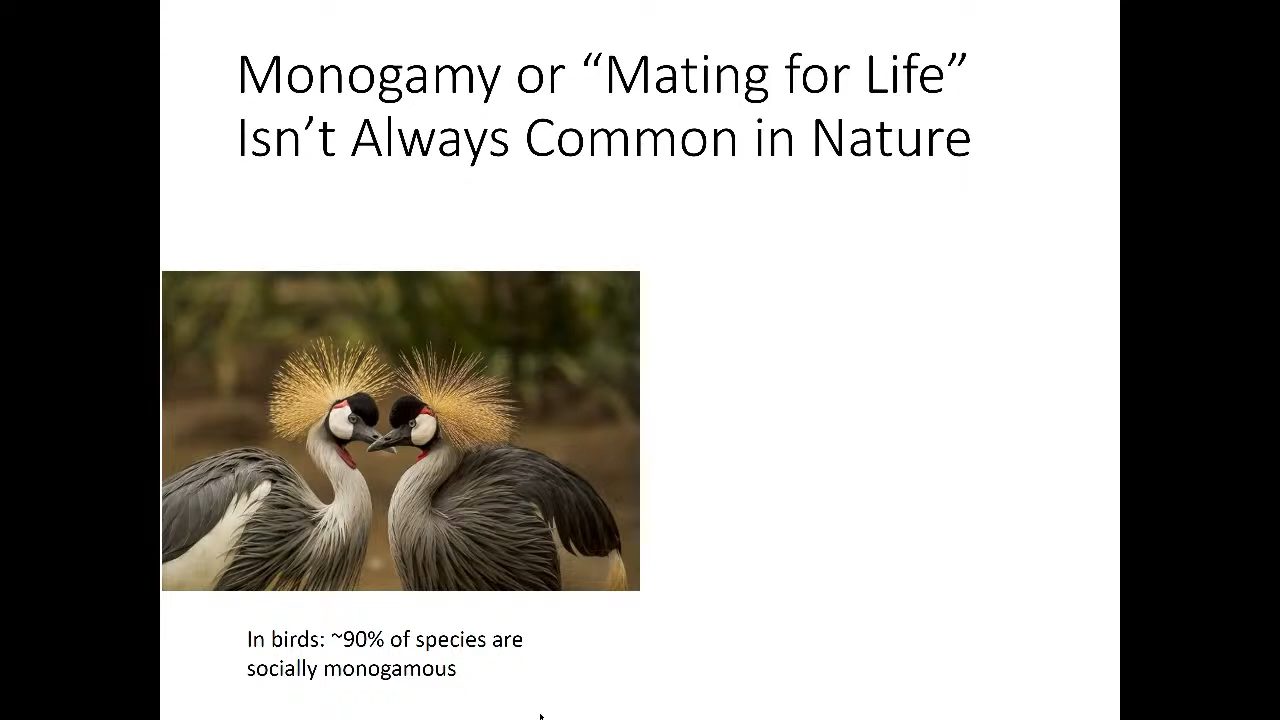 Monogamy or “Mating for Life”
Isn’t Always Common in Nature
In birds: ~90% of species are
socially monogamous